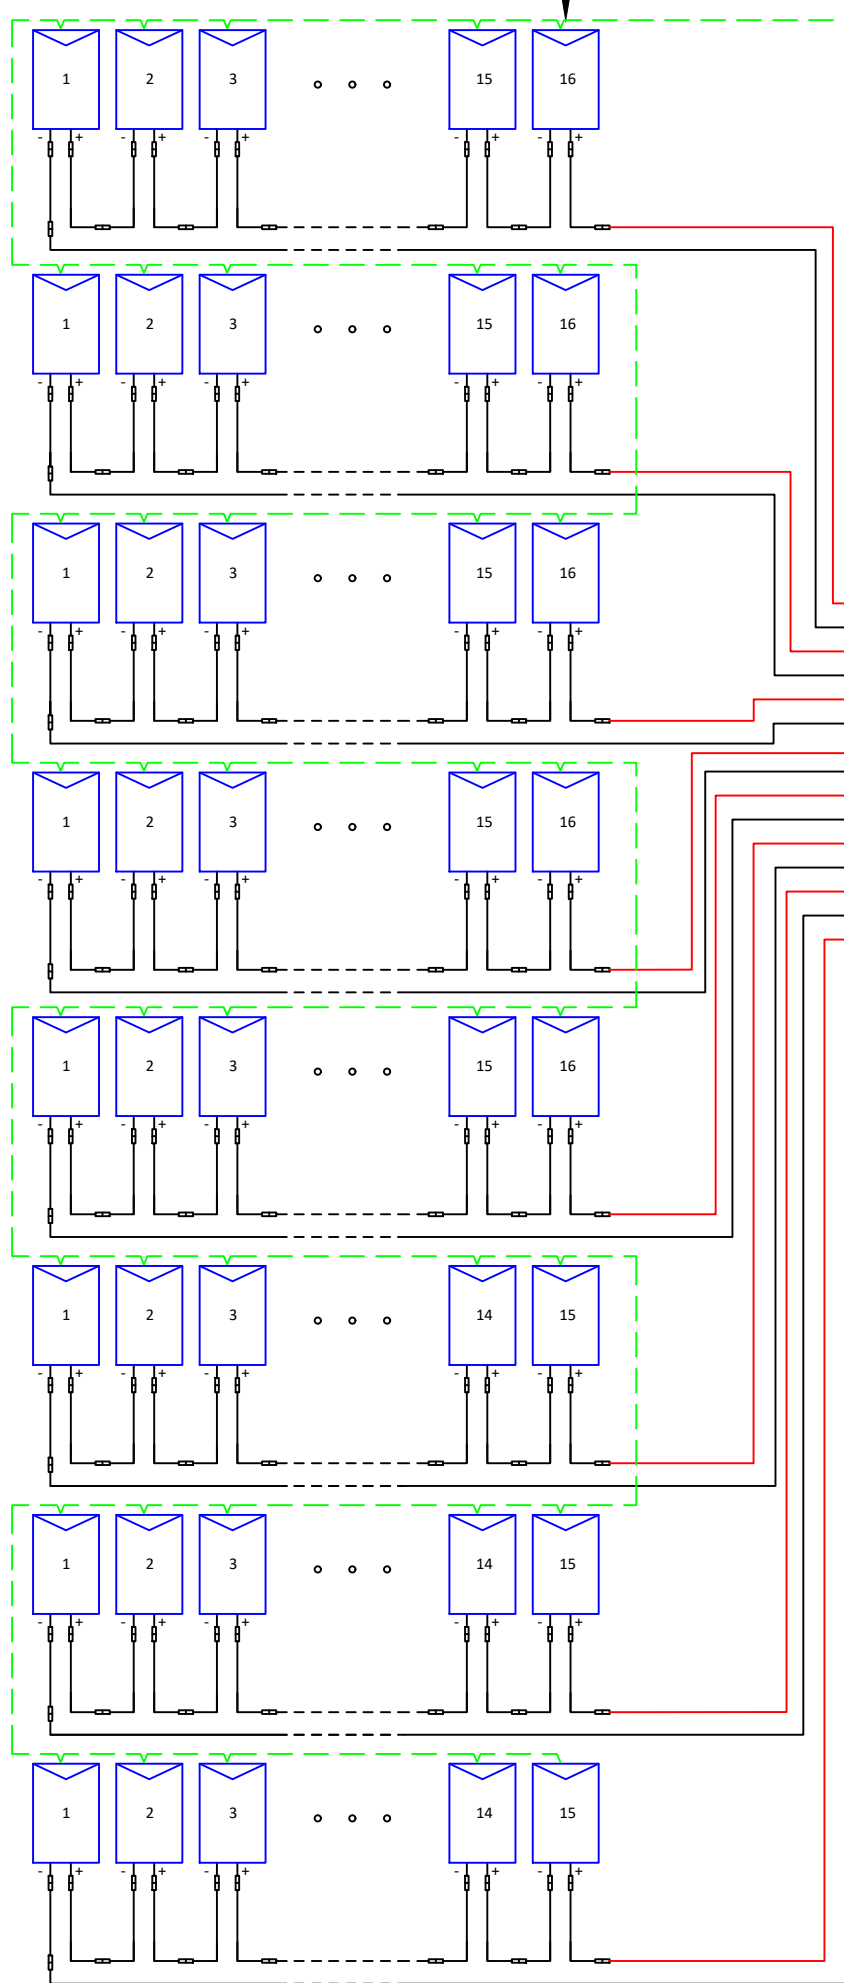 1 2 3 15 16
- + - + - + - + - +
1 2 3 15 16
- + - + - + - + - +
1 2 3 15 16
- + - + - + - + - +
1 2 3 15 16
- + - + - + - + - +
1 2 3 15 16
- + - + - + - + - +
1 2 3 14 15
- + - + - + - + - +
1 2 3 14 15
- + - + - + - + - +
1 2 3 14 15
- + - + - + - + - +